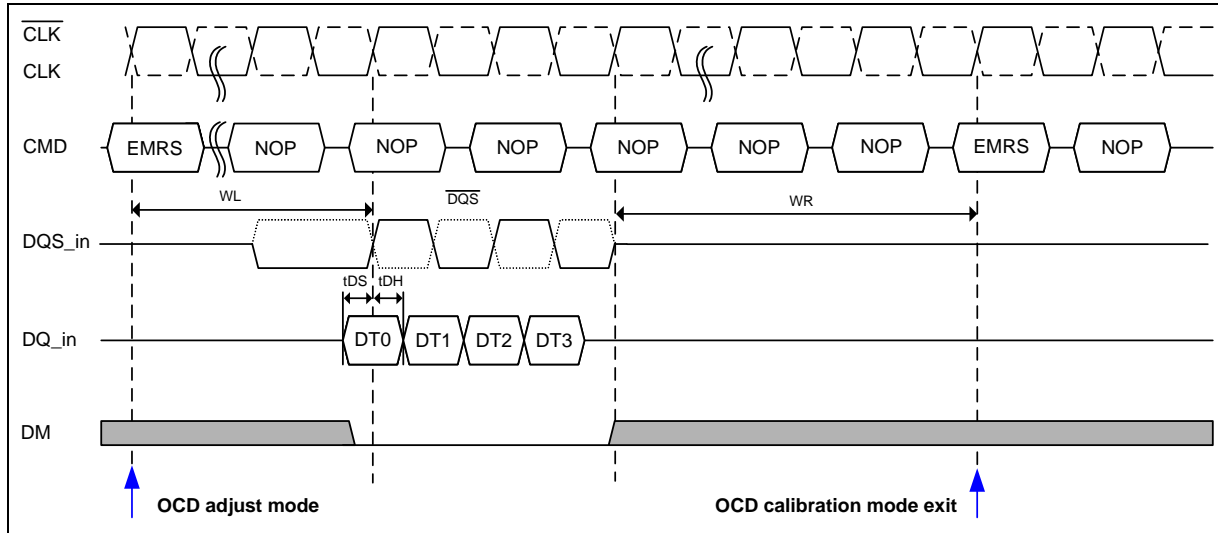 CLK
CLK
CMD EMRS NOP NOP NOP NOP NOP NOP EMRS NOP
WL DQS WR
DQS_in
tDS tDH
DQ_in DT0 DT1 DT2 DT3
DM
OCD adjust mode OCD calibration mode exit